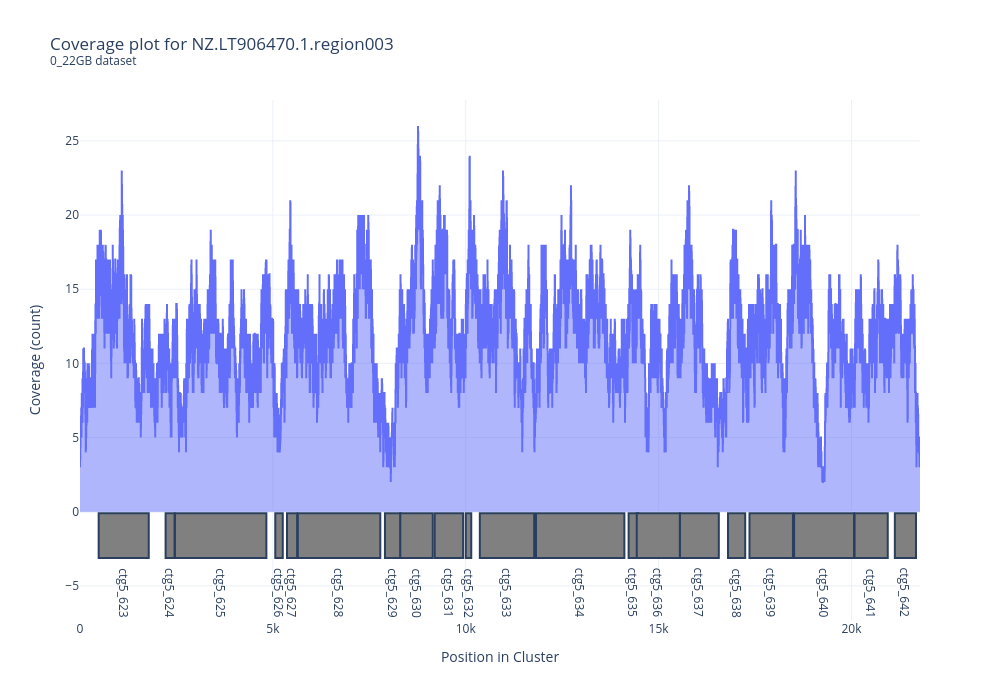 Coverage plot for NZ.LT906470.1.region003
0_22GB dataset
25
20
15
10
5
0
−5
Coverage (count)
ctg5_623
ctg5_624
ctg5_625
ctg5_626
ctg5_627
ctg5_628
ctg5_629
ctg5_630
ctg5_631
ctg5_632
ctg5_633
ctg5_634
ctg5_635
ctg5_636
ctg5_637
ctg5_638
ctg5_639
ctg5_640
ctg5_641
ctg5_642
0
5k
10k
15k
20k
Position in Cluster